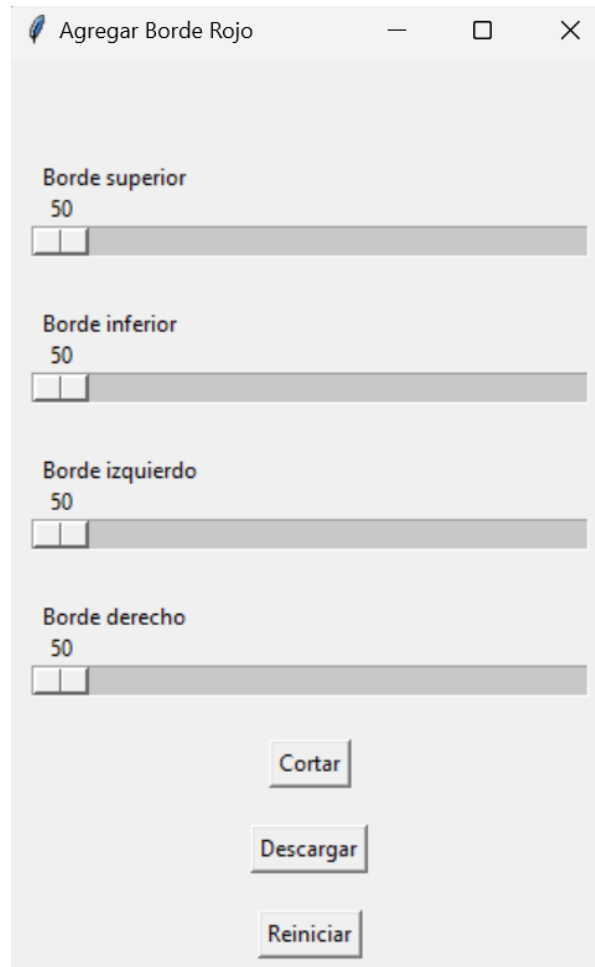 Agregar Borde Rojo
Borde superior
50
Borde inferior
50
Borde izquierdo
50
Borde derecho
50
Cortar
Descargar
Reiniciar